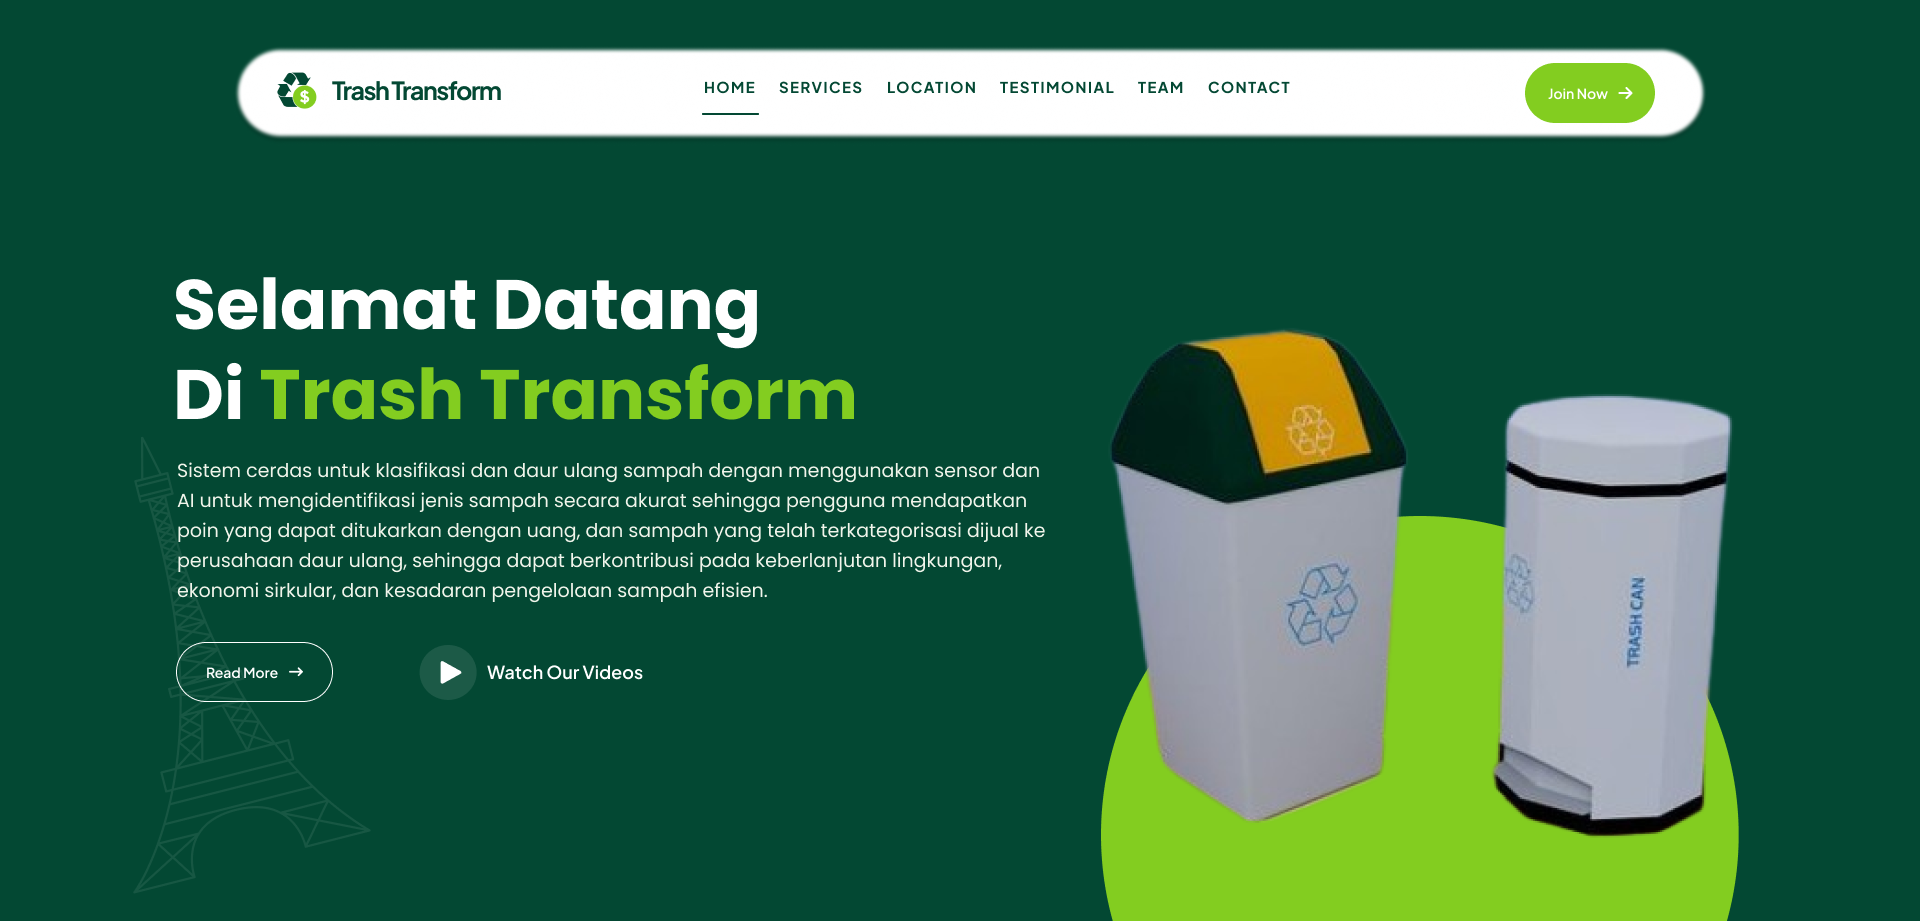 Trash Transform
HOME SERVICES LOCATION TESTIMONIAL TEAM CONTACT
Join Now
Selamat Datang
Di Trash Transform
Sistem cerdas untuk klasifikasi dan daur ulang sampah dengan menggunakan sensor dan
AI untuk mengidentifikasi jenis sampah secara akurat sehingga pengguna mendapatkan
poin yang dapat ditukarkan dengan uang, dan sampah yang telah terkategorisasi dijual ke
perusahaan daur ulang, sehingga dapat berkontribusi pada keberlanjutan lingkungan,
ekonomi sirkular, dan kesadaran pengelolaan sampah efisien.
Read More
Watch Our Videos
TRASH CAN